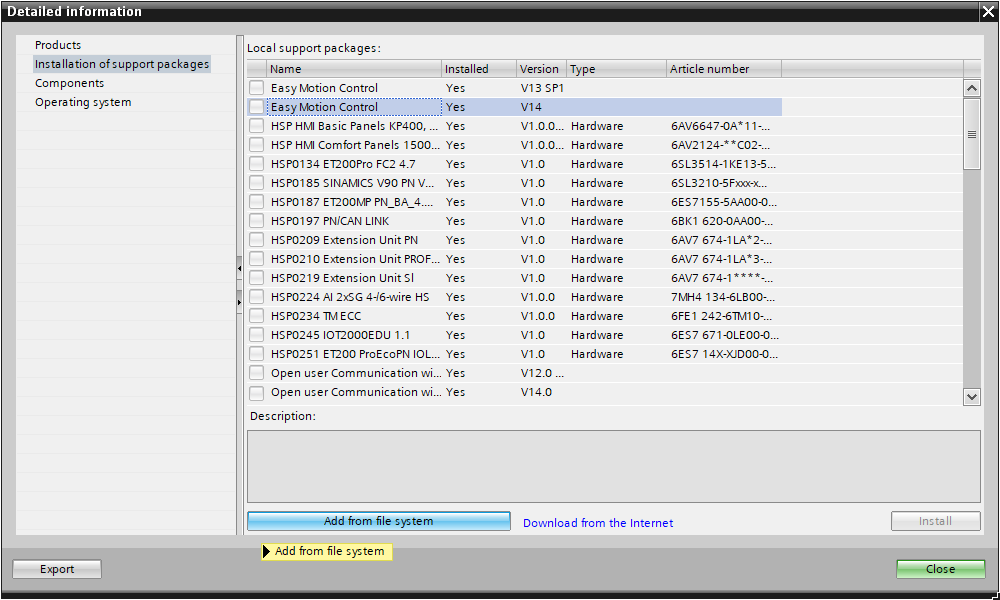 Detailed information
Products
Installation of support packages
Components
Operating system
Local support packages:
Name Installed Version Type Article number
Easy Motion Control Yes V13 SP1
Easy Motion Control Yes V14
HSP HMI Basic Panels KP400, ... Yes V1.0.0... Hardware 6AV6647-0A*11-...
HSP HMI Comfort Panels 1500... Yes V1.0.0... Hardware 6AV2124-**C02-...
HSP0134 ET200Pro FC2 4.7 Yes V1.0 Hardware 6SL3514-1KE13-5...
HSP0185 SINAMICS V90 PN V... Yes V1.0 Hardware 6SL3210-5Fxxx-x...
HSP0187 ET200MP PN_BA_4.... Yes V1.0 Hardware 6ES7155-5AA00-0...
HSP0197 PN/CAN LINK Yes V1.0 Hardware 6BK1 620-0AA00-...
HSP0209 Extension Unit PN Yes V1.0 Hardware 6AV7 674-1LA*2-...
HSP0210 Extension Unit PROF... Yes V1.0 Hardware 6AV7 674-1LA*3-...
HSP0219 Extension Unit Sl Yes V1.0 Hardware 6AV7 674-1****-...
HSP0224 AI 2xSG 4-/6-wire HS Yes V1.0.0 Hardware 7MH4 134-6LB00-...
HSP0234 TM ECC Yes V1.0.0 Hardware 6FE1 242-6TM10-...
HSP0245 IOT2000EDU 1.1 Yes V1.0 Hardware 6ES7 671-0LE00-0...
HSP0251 ET200 ProEcoPN IOL... Yes V1.0 Hardware 6ES7 14X-XJD00-0...
Open user Communication wi... Yes V12.0 ...
Open user Communication wi... Yes V14.0
Description:
Add from file system Download from the Internet Install
Add from file system
Export Close